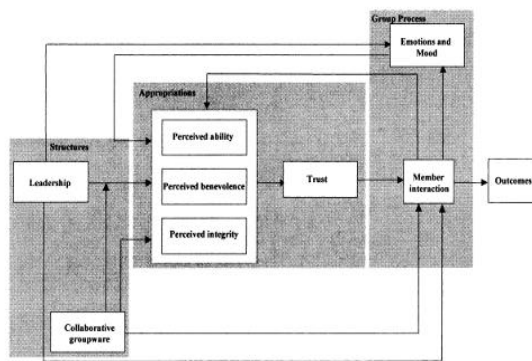 Group Process
Emotions and
Mood
Appropriations
Perceived ability
Structures
Leadership
Perceived benevolence
Trust
Member
interaction
Outcomes
Perceived integrity
Collaborative
groupware